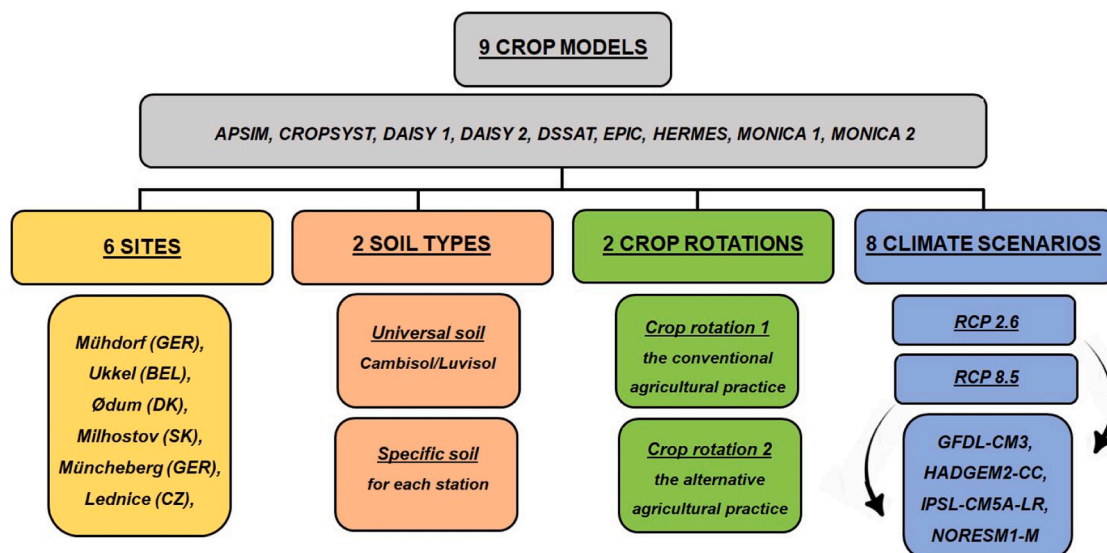 9 CROP MODELS
APSIM, CROPSYST, DAISY 1, DAISY 2, DSSAT, EPIC, HERMES, MONICA 1, MONICA 2
6 SITES
Mühdorf (GER),
Ukkel (BEL),
Ødum (DK),
Milhostov (SK),
Müncheberg (GER),
Lednice (CZ),
2 SOIL TYPES
Universal soil
Cambisol/Luvisol
Specific soil
for each station
2 CROP ROTATIONS
Crop rotation 1
the conventional
agricultural practice
Crop rotation 2
the alternative
agricultural practice
8 CLIMATE SCENARIOS
RCP 2.6
RCP 8.5
GFDL-CM3,
HADGEM2-CC,
IPSL-CM5A-LR,
NORESM1-M